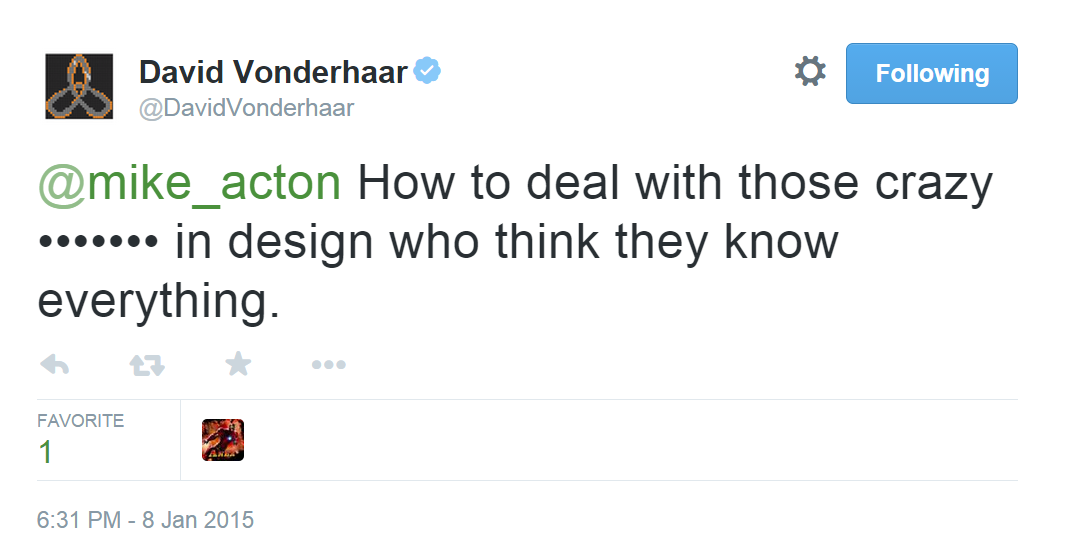 David Vonderhaar
@DavidVonderhaar
Following
@mike_acton How to deal with those crazy
••••••• in design who think they know
everything.
FAVORITE
1
6:31 PM - 8 Jan 2015